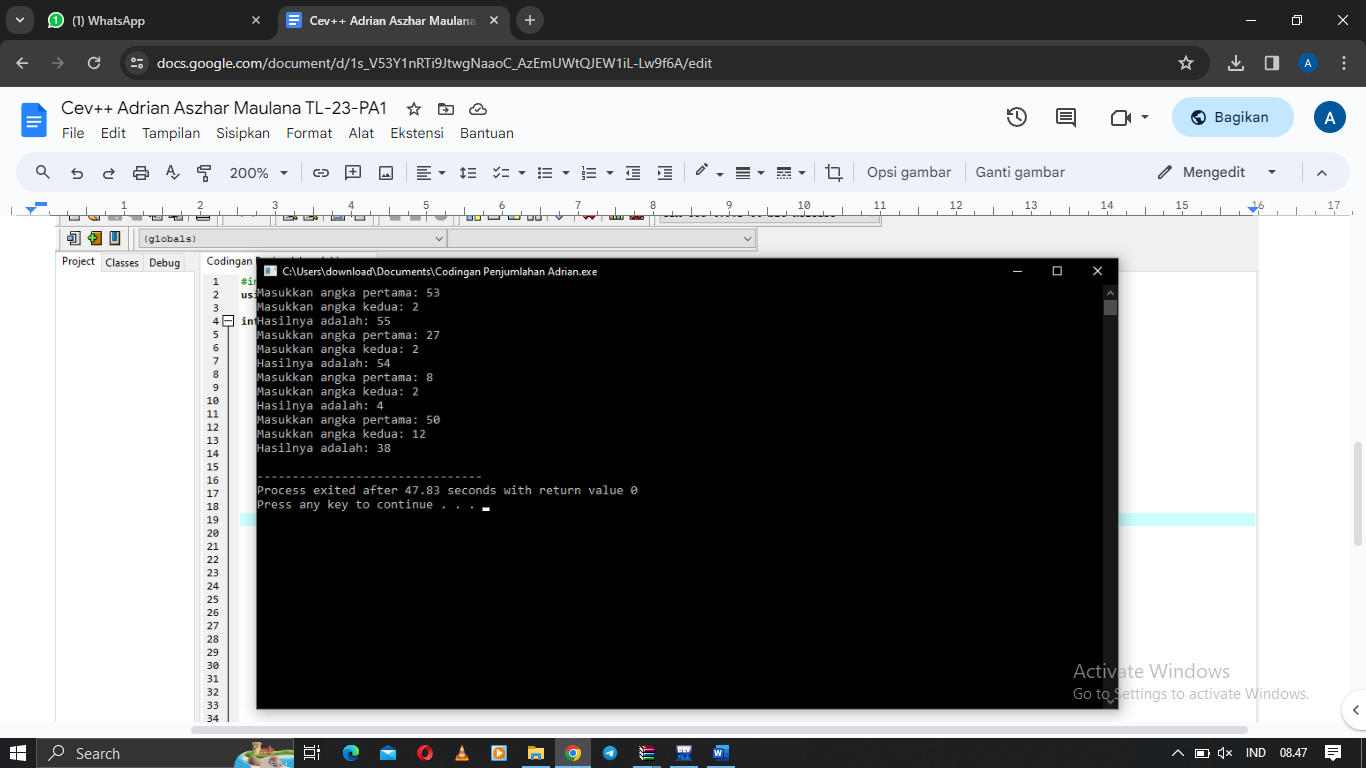 (1) WhatsApp
Cev++ Adrian Aszhar Maulana
docs.google.com/document/d/1s_V53Y1nRTi9JtwgNaaoC_AzEmUWtQJEW1iL-Lw9f6A/edit
Cev++ Adrian Aszhar Maulana TL-23-PA1
File Edit Tampilan Sisipkan Format Alat Ekstensi Bantuan
Bagikan
A
200%
Opsi gambar
Ganti gambar
Mengedit
1 2 3 4 5 6 7 8 9 10 11 12 13 14 15 16 17
(globals)
Project Classes Debug
Codingan
C:\Users\download\Documents\Codingan Penjumlahan Adrian.exe
1
2
3
4
5
6
7
8
9
10
11
12
13
14
15
16
17
18
19
20
21
22
23
24
25
26
27
28
29
30
31
32
33
34
Masukkan angka pertama: 53
Masukkan angka kedua: 2
Hasilnya adalah: 55
Masukkan angka pertama: 27
Masukkan angka kedua: 2
Hasilnya adalah: 54
Masukkan angka pertama: 8
Masukkan angka kedua: 2
Hasilnya adalah: 4
Masukkan angka pertama: 50
Masukkan angka kedua: 12
Hasilnya adalah: 38
--------------------------------
Process exited after 47.83 seconds with return value 0
Press any key to continue . . .
Activate Windows
Go to Settings to activate Windows.
Search
IND
08.47